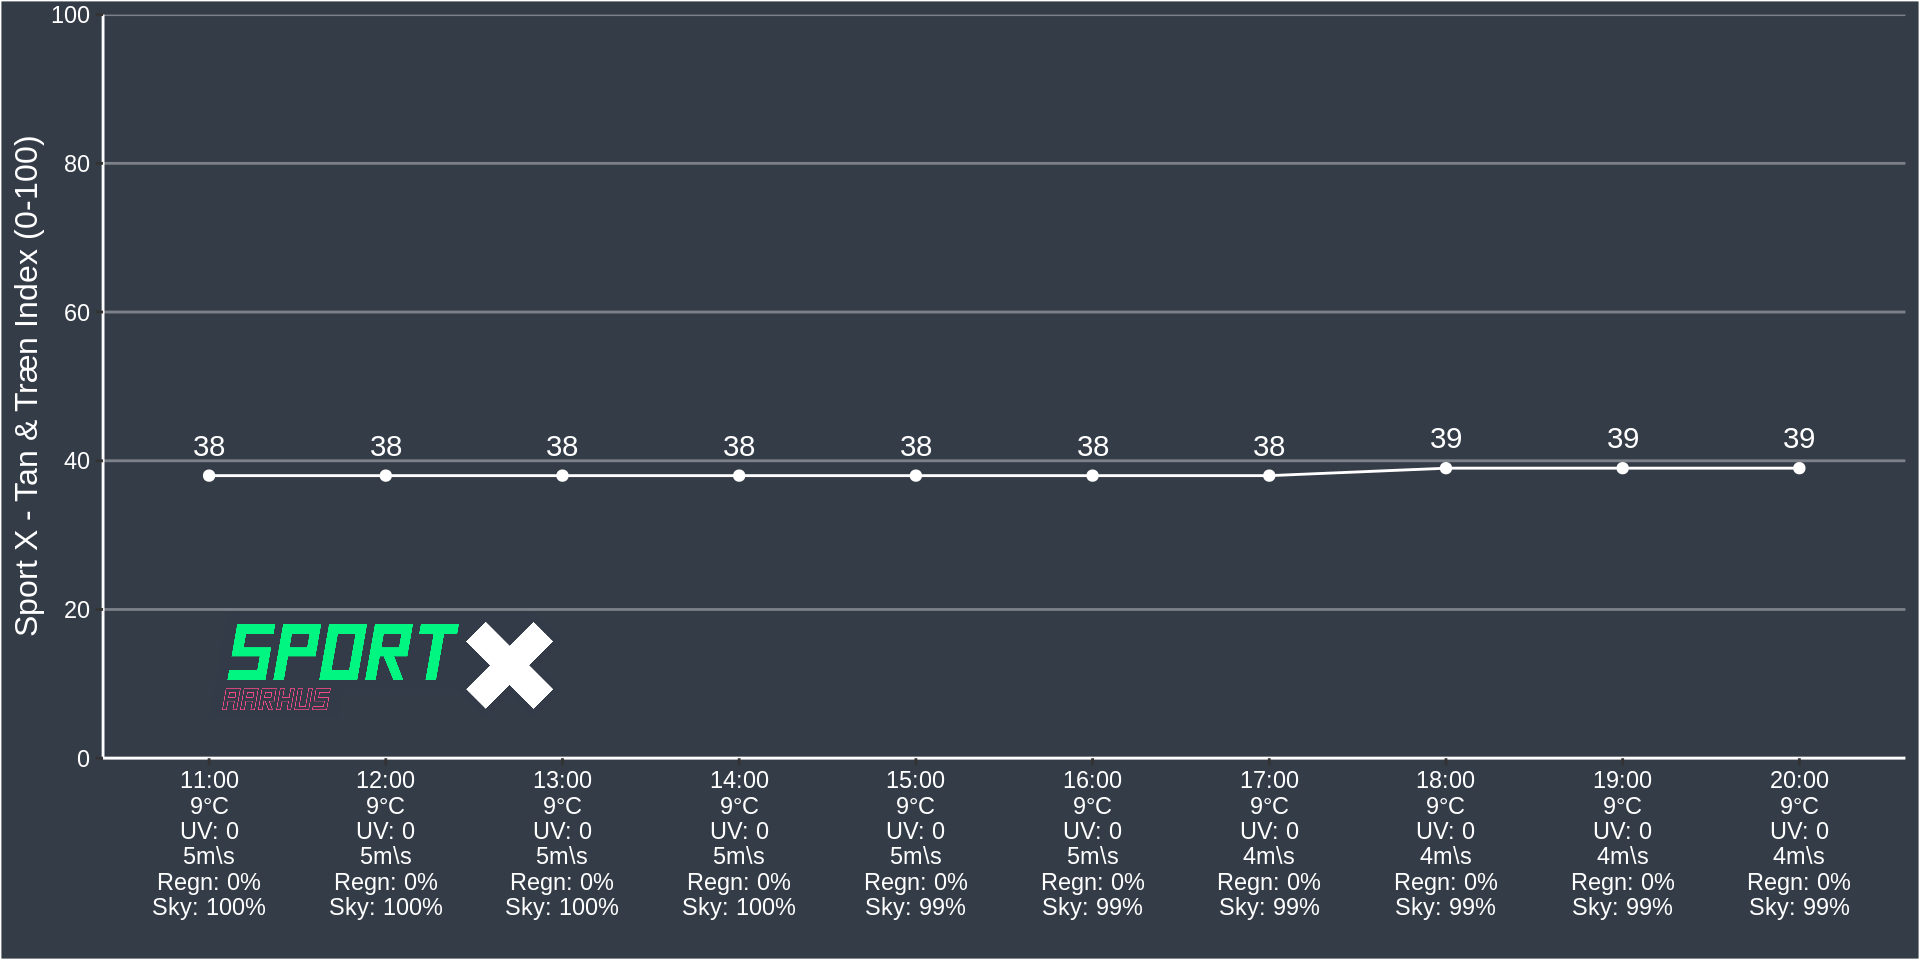 Sport X - Tan & Træn Index (0-100)
100
80
60
40
20
0
38 38 38 38 38 38 38 39 39 39
SPORT X
AARHUS
11:00 12:00 13:00 14:00 15:00 16:00 17:00 18:00 19:00 20:00
9°C 9°C 9°C 9°C 9°C 9°C 9°C 9°C 9°C 9°C
UV: 0 UV: 0 UV: 0 UV: 0 UV: 0 UV: 0 UV: 0 UV: 0 UV: 0 UV: 0
5m\s 5m\s 5m\s 5m\s 5m\s 5m\s 4m\s 4m\s 4m\s 4m\s
Regn: 0% Regn: 0% Regn: 0% Regn: 0% Regn: 0% Regn: 0% Regn: 0% Regn: 0% Regn: 0% Regn: 0%
Sky: 100% Sky: 100% Sky: 100% Sky: 100% Sky: 99% Sky: 99% Sky: 99% Sky: 99% Sky: 99% Sky: 99%